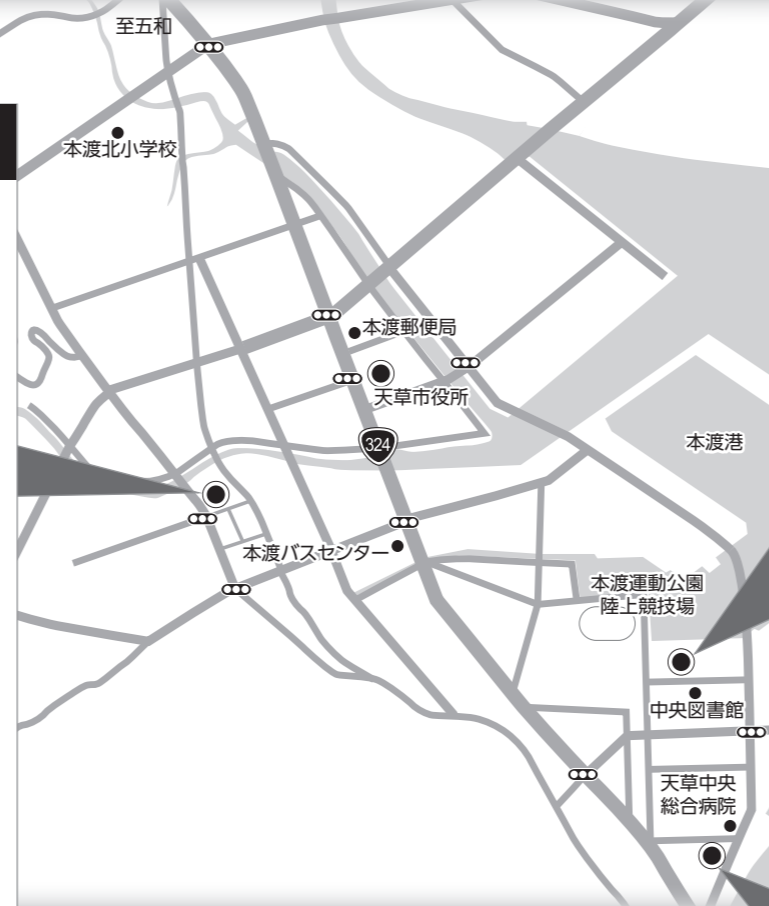 至五和
本渡北小学校
本渡郵便局
天草市役所
324
本渡港
本渡バスセンター
本渡運動公園
陸上競技場
中央図書館
天草中央
総合病院